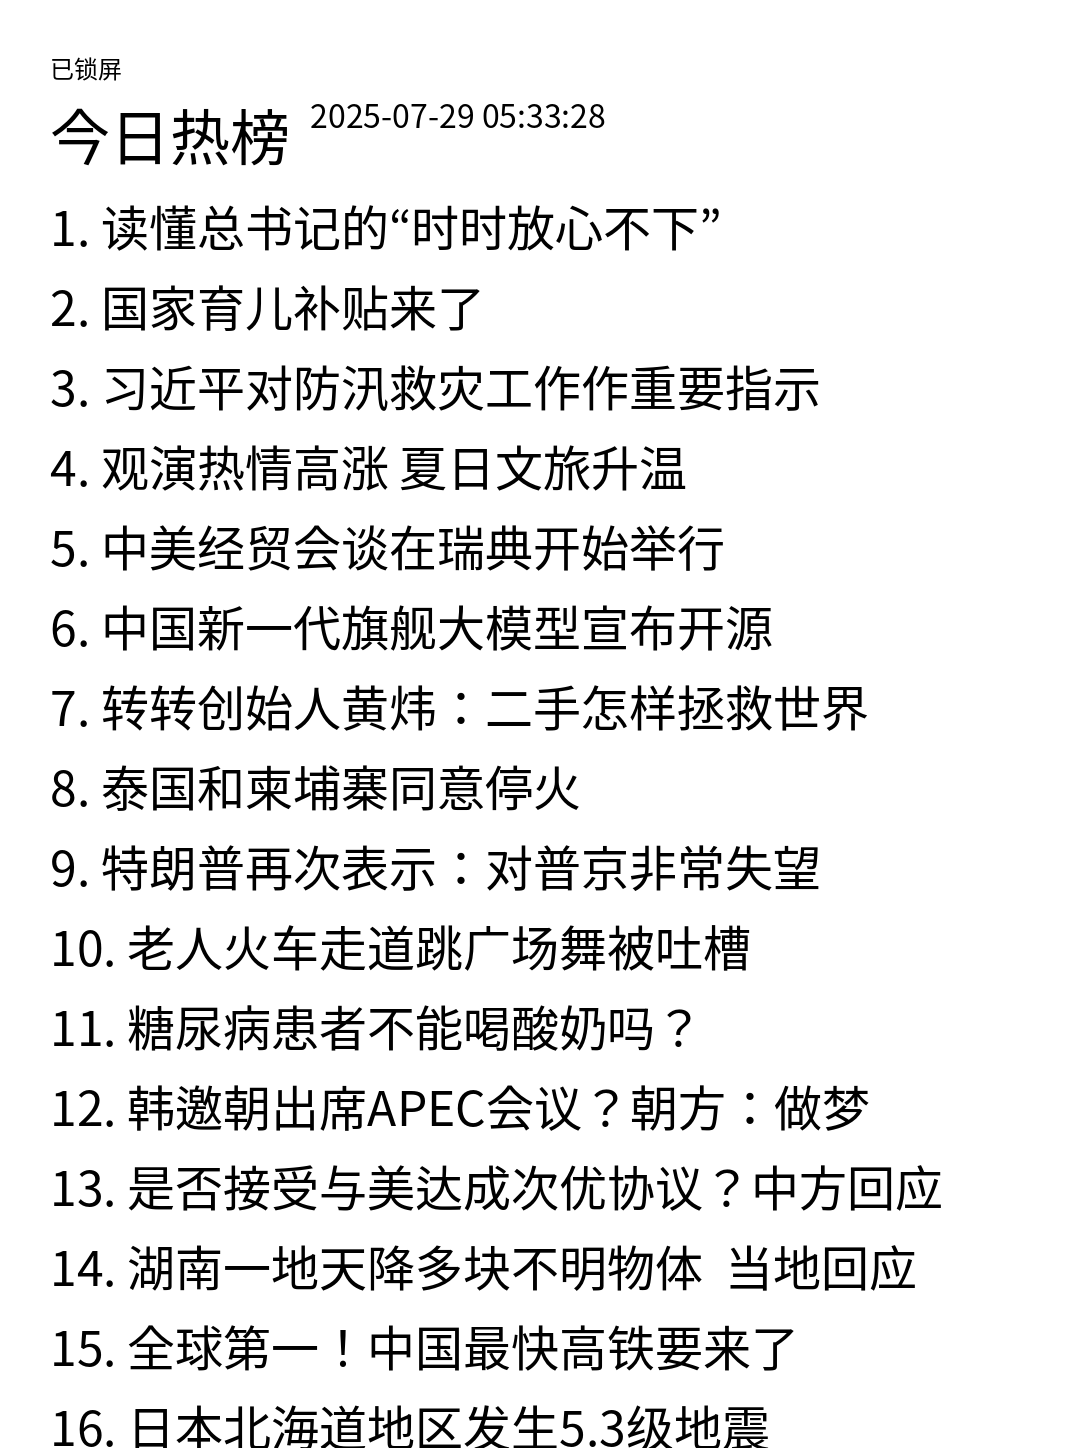 已锁屏
今日热榜 2025-07-29 05:33:28
1. 读懂总书记的“时时放心不下”
2. 国家育儿补贴来了
3. 习近平对防汛救灾工作作重要指示
4. 观演热情高涨 夏日文旅升温
5. 中美经贸会谈在瑞典开始举行
6. 中国新一代旗舰大模型宣布开源
7. 转转创始人黄炜：二手怎样拯救世界
8. 泰国和柬埔寨同意停火
9. 特朗普再次表示：对普京非常失望
10. 老人火车走道跳广场舞被吐槽
11. 糖尿病患者不能喝酸奶吗？
12. 韩邀朝出席APEC会议？朝方：做梦
13. 是否接受与美达成次优协议？中方回应
14. 湖南一地天降多块不明物体  当地回应
15. 全球第一！中国最快高铁要来了
16. 日本北海道地区发生5.3级地震